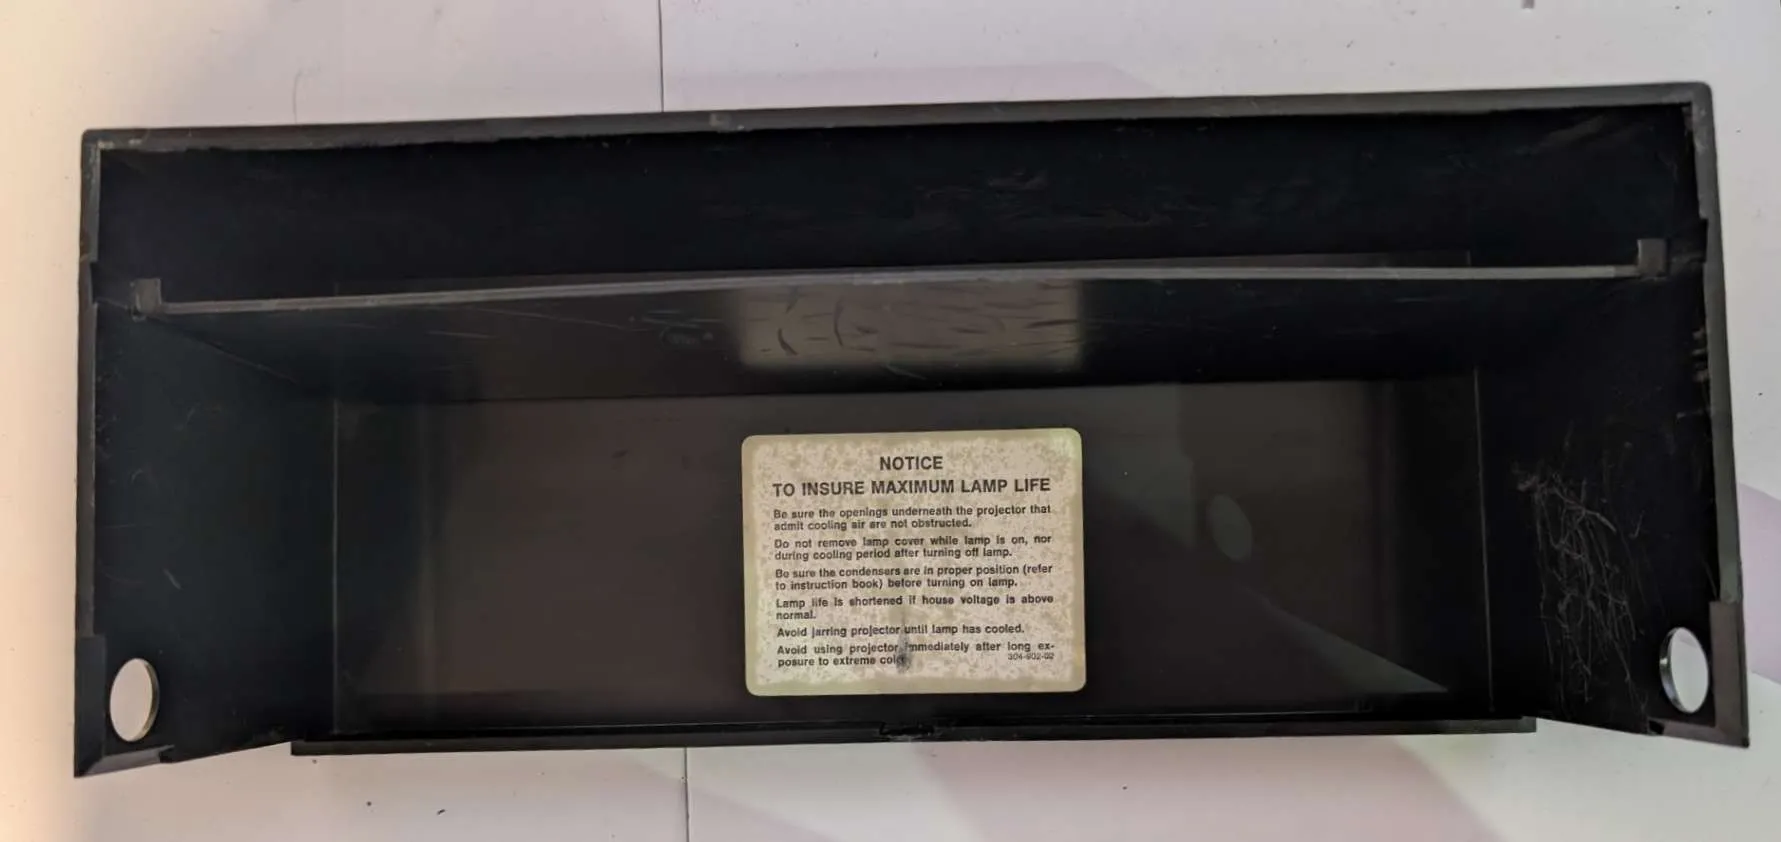 NOTICE
TO INSURE MAXIMUM LAMP LIFE
Be sure the openings underneath the projector that
admit cooling air are not obstructed.
Do not remove lamp cover while lamp is on, nor
during cooling period after turning off lamp.
Be sure the condensers are in proper position (refer
to instruction book) before turning on lamp.
Lamp life is shortened if house voltage is above
normal.
Avoid jarring projector until lamp has cooled.
Avoid using projector immediately after long ex-
posure to extreme cold.
304-902-02